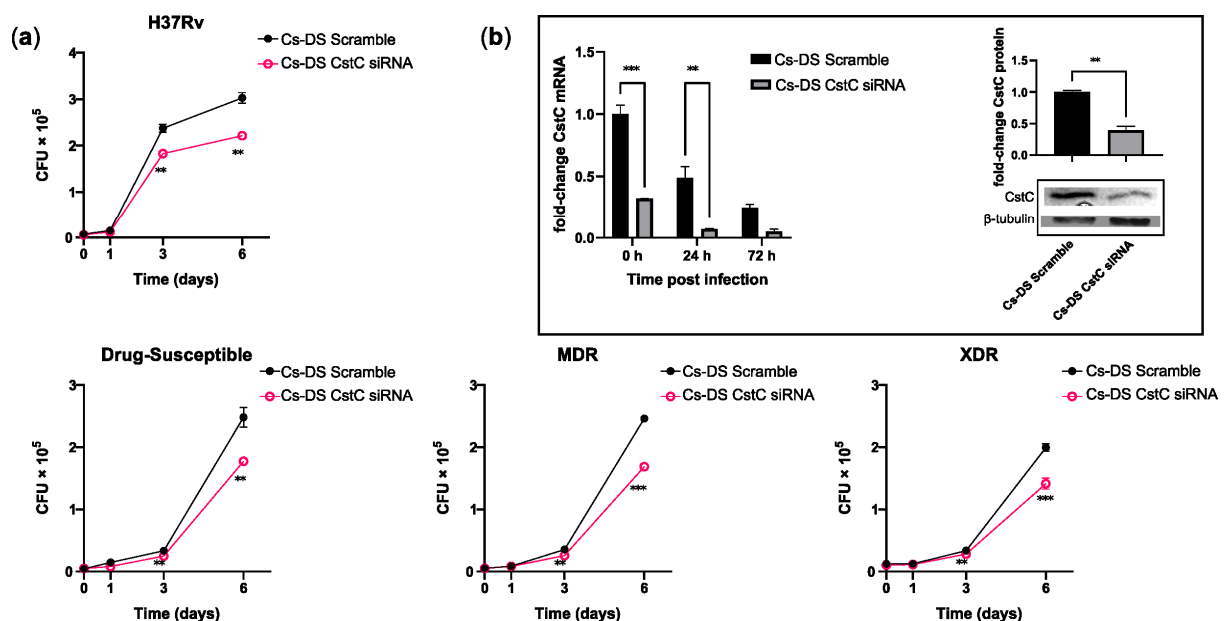 (a)
H37Rv
Cs-DS Scramble
Cs-DS CstC siRNA
CFU × 10⁵
4
3
2
1
0
**
**
0 1 3 6
Time (days)
(b)
fold-change CstC mRNA
1.5
1.0
0.5
0.0
***
**
Cs-DS Scramble
Cs-DS CstC siRNA
0 h 24 h 72 h
Time post infection
fold-change CstC protein
1.5
1.0
0.5
0.0
**
CstC
β-tubulin
Cs-DS Scramble
Cs-DS CstC siRNA
Drug-Susceptible
Cs-DS Scramble
Cs-DS CstC siRNA
CFU × 10⁵
3
2
1
0
**
**
0 1 3 6
Time (days)
MDR
Cs-DS Scramble
Cs-DS CstC siRNA
CFU × 10⁵
3
2
1
0
***
**
0 1 3 6
Time (days)
XDR
Cs-DS Scramble
Cs-DS CstC siRNA
CFU × 10⁵
3
2
1
0
***
**
0 1 3 6
Time (days)